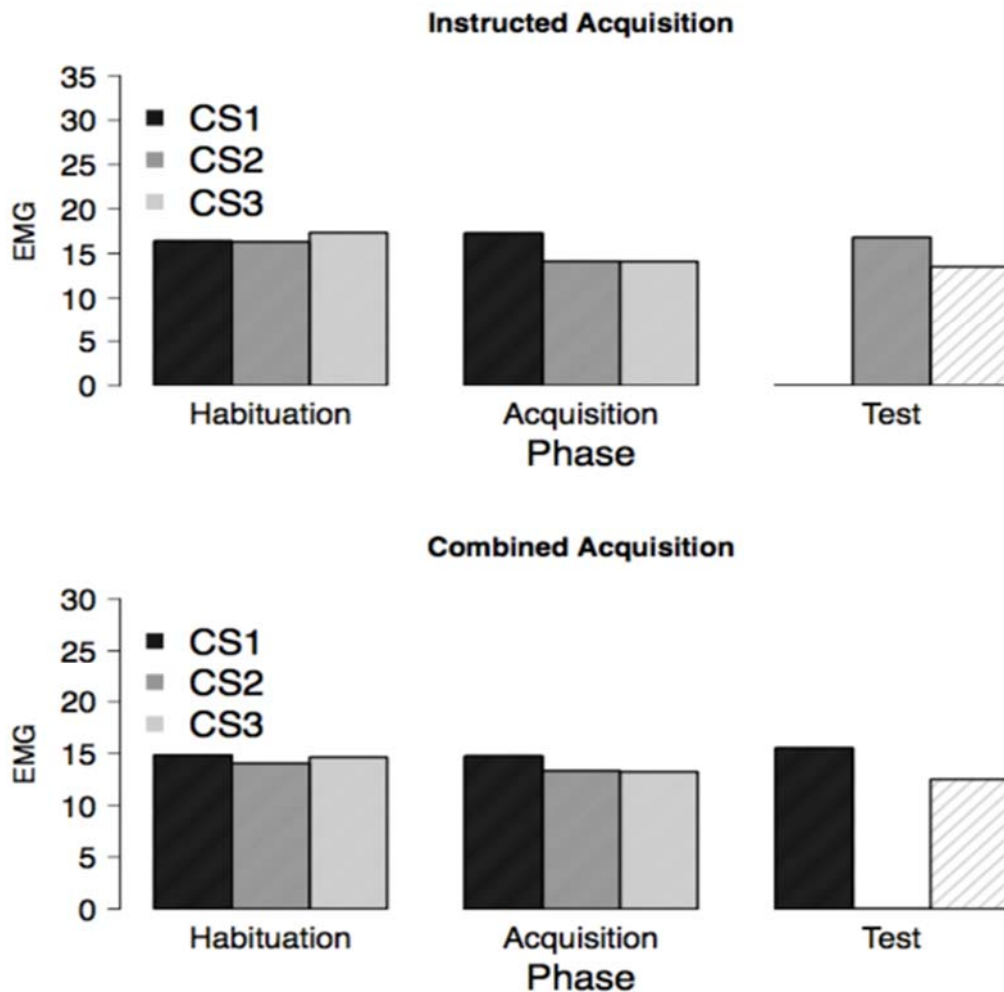 Instructed Acquisition
35
30
25
20
15
10
5
0
EMG
CS1
CS2
CS3
Habituation
Acquisition
Test
Phase
Combined Acquisition
30
25
20
15
10
5
0
EMG
CS1
CS2
CS3
Habituation
Acquisition
Test
Phase